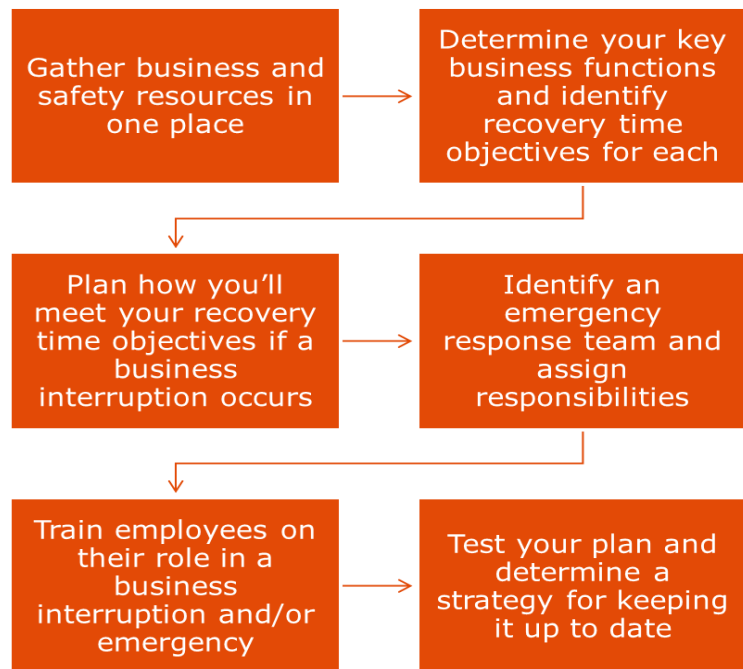 Gather business and
safety resources in
one place
Determine your key
business functions
and identify
recovery time
objectives for each
Plan how you’ll
meet your recovery
time objectives if a
business
interruption occurs
Identify an
emergency
response team and
assign
responsibilities
Train employees on
their role in a
business
interruption and/or
emergency
Test your plan and
determine a
strategy for keeping
it up to date